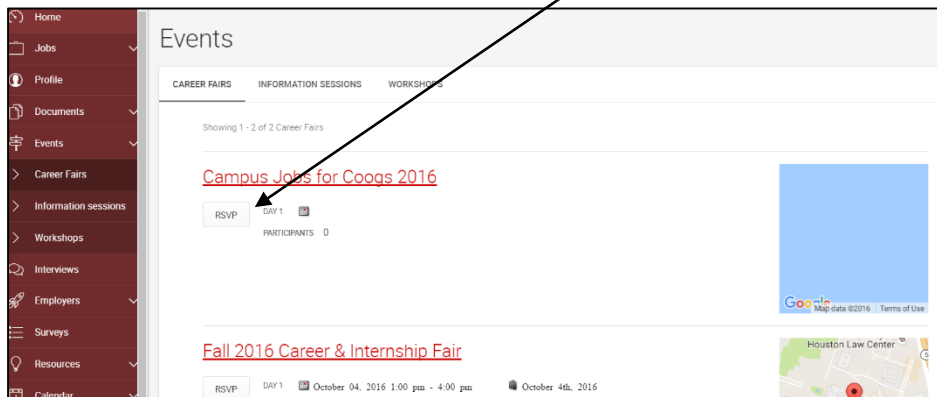 Home
Jobs
Profile
Documents
Events
Career Fairs
Information sessions
Workshops
Interviews
Employers
Surveys
Resources
Calendar
Events
CAREER FAIRS INFORMATION SESSIONS WORKSHOPS
Showing 1 - 2 of 2 Career Fairs
Campus Jobs for Coogs 2016
RSVP DAY 1
PARTICIPANTS 0
Google Map data ©2016 Terms of Use
Fall 2016 Career & Internship Fair
RSVP DAY 1 October 04, 2016 1:00 pm - 4:00 pm October 4th, 2016
Houston Law Center